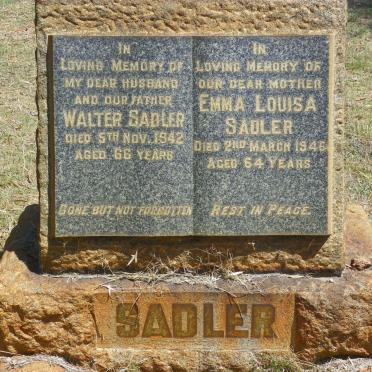 IN
LOVING MEMORY OF
MY DEAR HUSBAND
AND OUR FATHER
WALTER SADLER
DIED 5TH NOV. 1942
AGED 66 YEARS
GONE BUT NOT FORGOTTEN
IN
LOVING MEMORY OF
OUR DEAR MOTHER
EMMA LOUISA
SADLER
DIED 2ND MARCH 1946
AGED 64 YEARS
REST IN PEACE.
SADLER